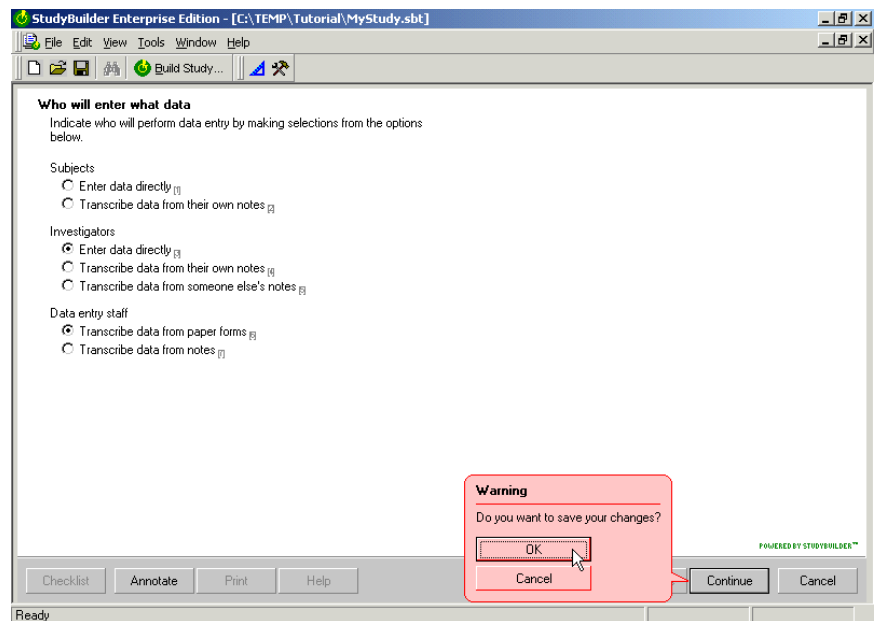 StudyBuilder Enterprise Edition - [C:\TEMP\Tutorial\MyStudy.sbt]
File Edit View Tools Window Help
Build Study...
Who will enter what data
Indicate who will perform data entry by making selections from the options
below.
Subjects
Enter data directly [1]
Transcribe data from their own notes [2]
Investigators
Enter data directly [3]
Transcribe data from their own notes [4]
Transcribe data from someone else's notes [5]
Data entry staff
Transcribe data from paper forms [6]
Transcribe data from notes [7]
Warning
Do you want to save your changes?
OK
Cancel
POWERED BY STUDYBUILDER™
Checklist Annotate Print Help Continue Cancel
Ready